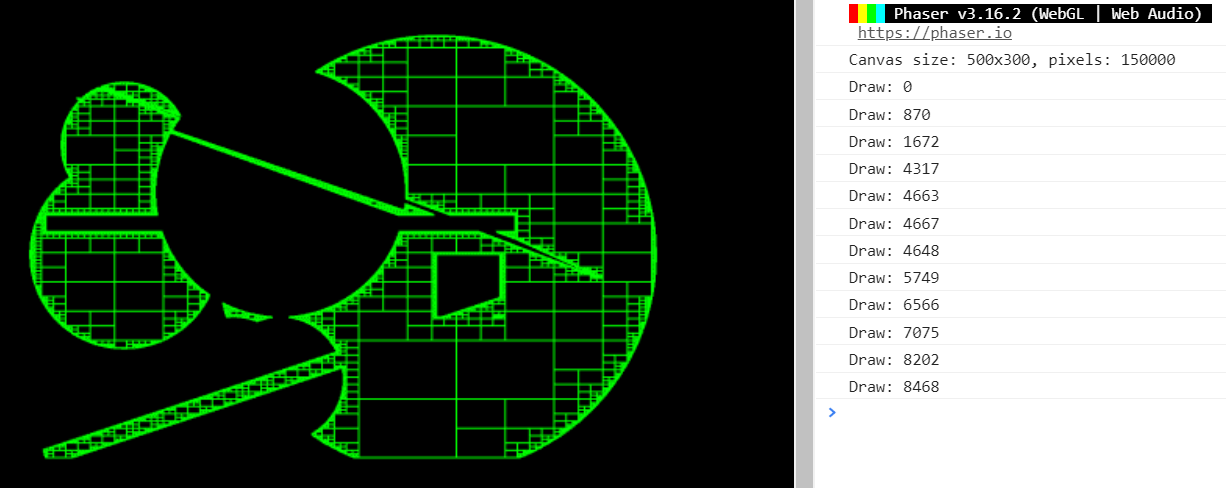 Phaser v3.16.2 (WebGL | Web Audio)
https://phaser.io
Canvas size: 500x300, pixels: 150000
Draw: 0
Draw: 870
Draw: 1672
Draw: 4317
Draw: 4663
Draw: 4667
Draw: 4648
Draw: 5749
Draw: 6566
Draw: 7075
Draw: 8202
Draw: 8468